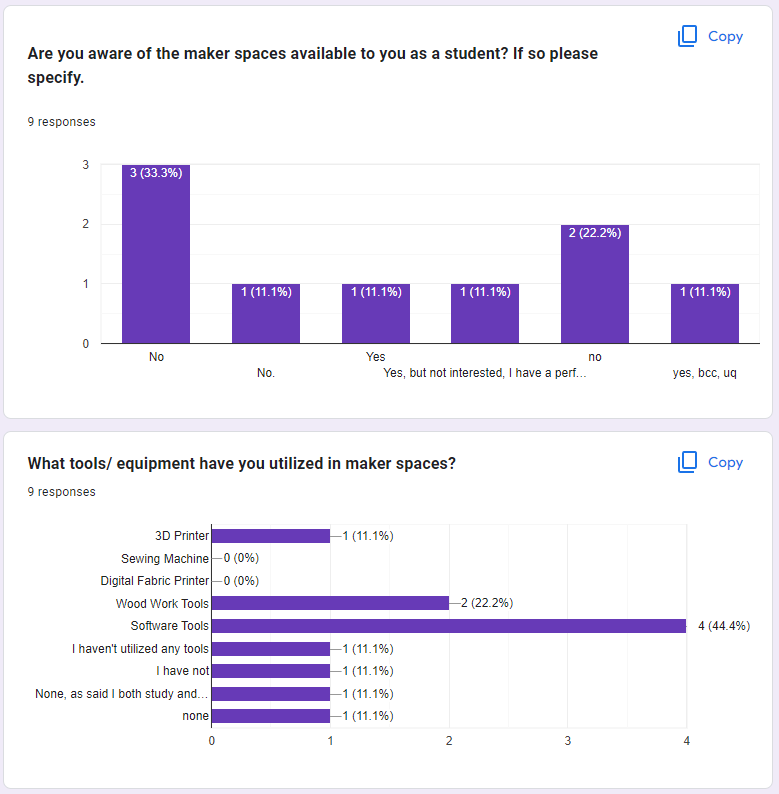 Copy
Are you aware of the maker spaces available to you as a student? If so please
specify.
9 responses
3
2
1
0
3 (33.3%)
1 (11.1%)
1 (11.1%)
1 (11.1%)
2 (22.2%)
1 (11.1%)
No
No.
Yes
Yes, but not interested, I have a perf…
no
yes, bcc, uq
Copy
What tools/ equipment have you utilized in maker spaces?
9 responses
3D Printer 1 (11.1%)
Sewing Machine 0 (0%)
Digital Fabric Printer 0 (0%)
Wood Work Tools 2 (22.2%)
Software Tools 4 (44.4%)
I haven't utilized any tools 1 (11.1%)
I have not 1 (11.1%)
None, as said I both study and… 1 (11.1%)
none 1 (11.1%)
0 1 2 3 4